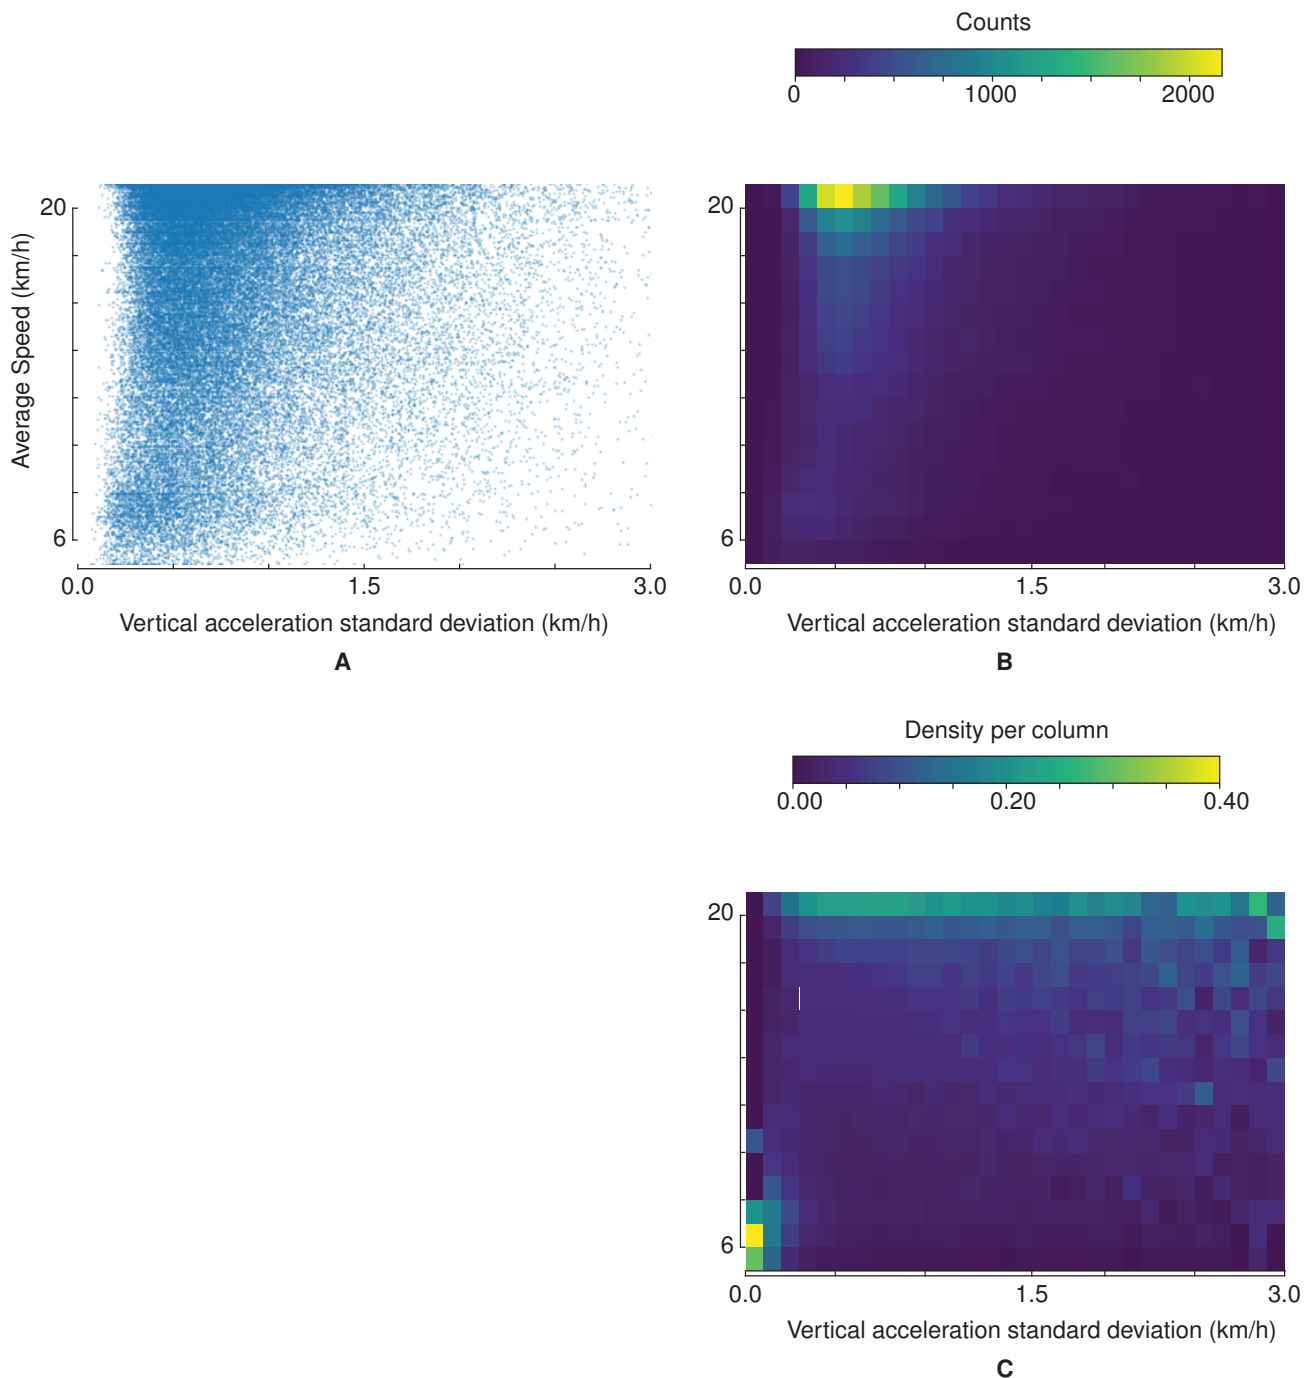 Counts
0 1000 2000
20
6
Average Speed (km/h)
0.0 1.5 3.0
Vertical acceleration standard deviation (km/h)
A
20
6
0.0 1.5 3.0
Vertical acceleration standard deviation (km/h)
B
Density per column
0.00 0.20 0.40
20
6
0.0 1.5 3.0
Vertical acceleration standard deviation (km/h)
C